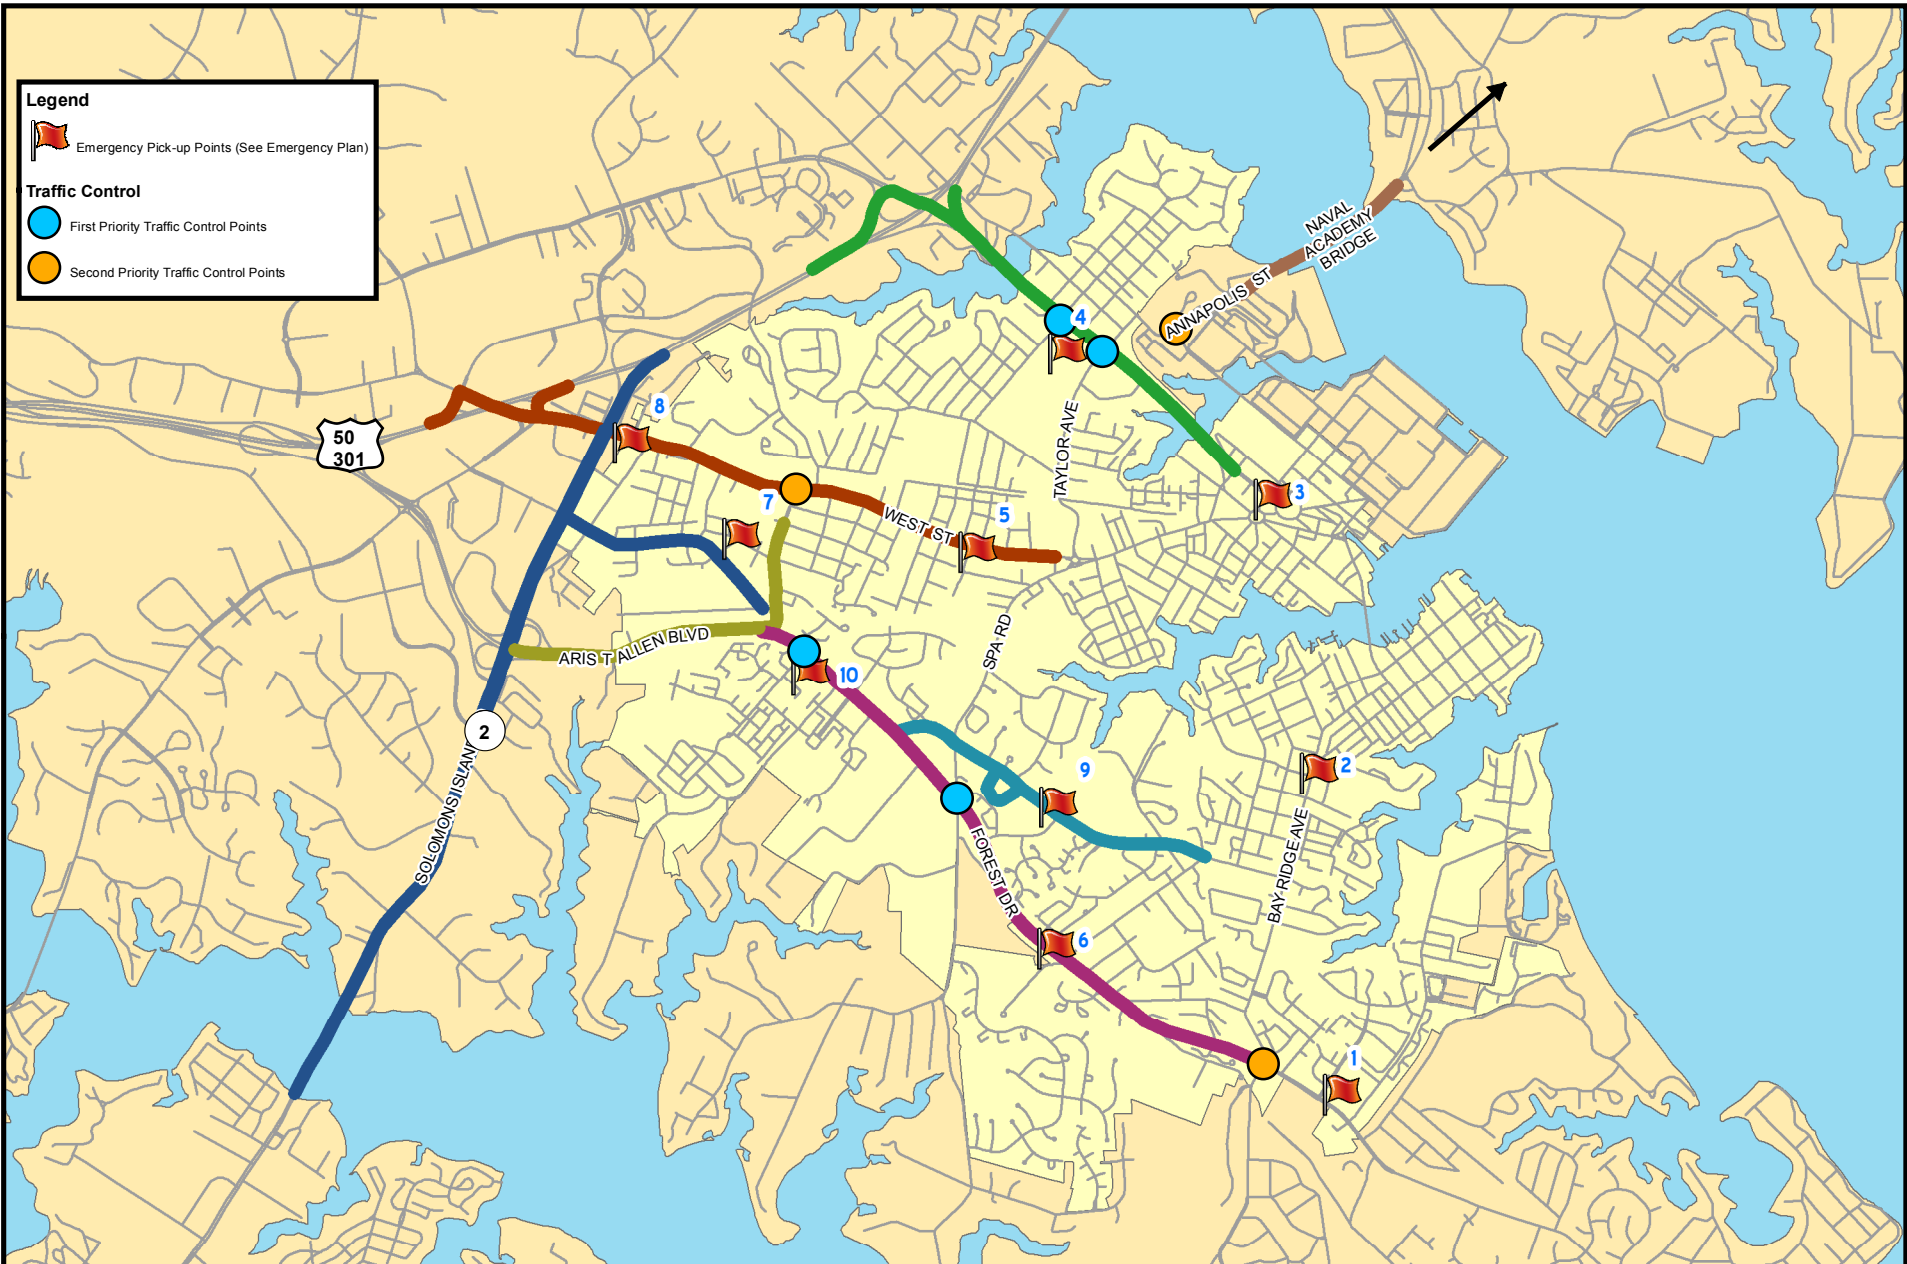 Legend
Emergency Pick-up Points (See Emergency Plan)
Traffic Control
First Priority Traffic Control Points
Second Priority Traffic Control Points
NAVAL
ACADEMY
BRIDGE
ANNAPOLIS ST
4
8
50
301
TAYLOR AVE
3
7
WEST ST
5
ARIS T ALLEN BLVD
SPA RD
10
2
SOLOMONS ISLAND
9
2
FOREST DR
BAY RIDGE AVE
6
1